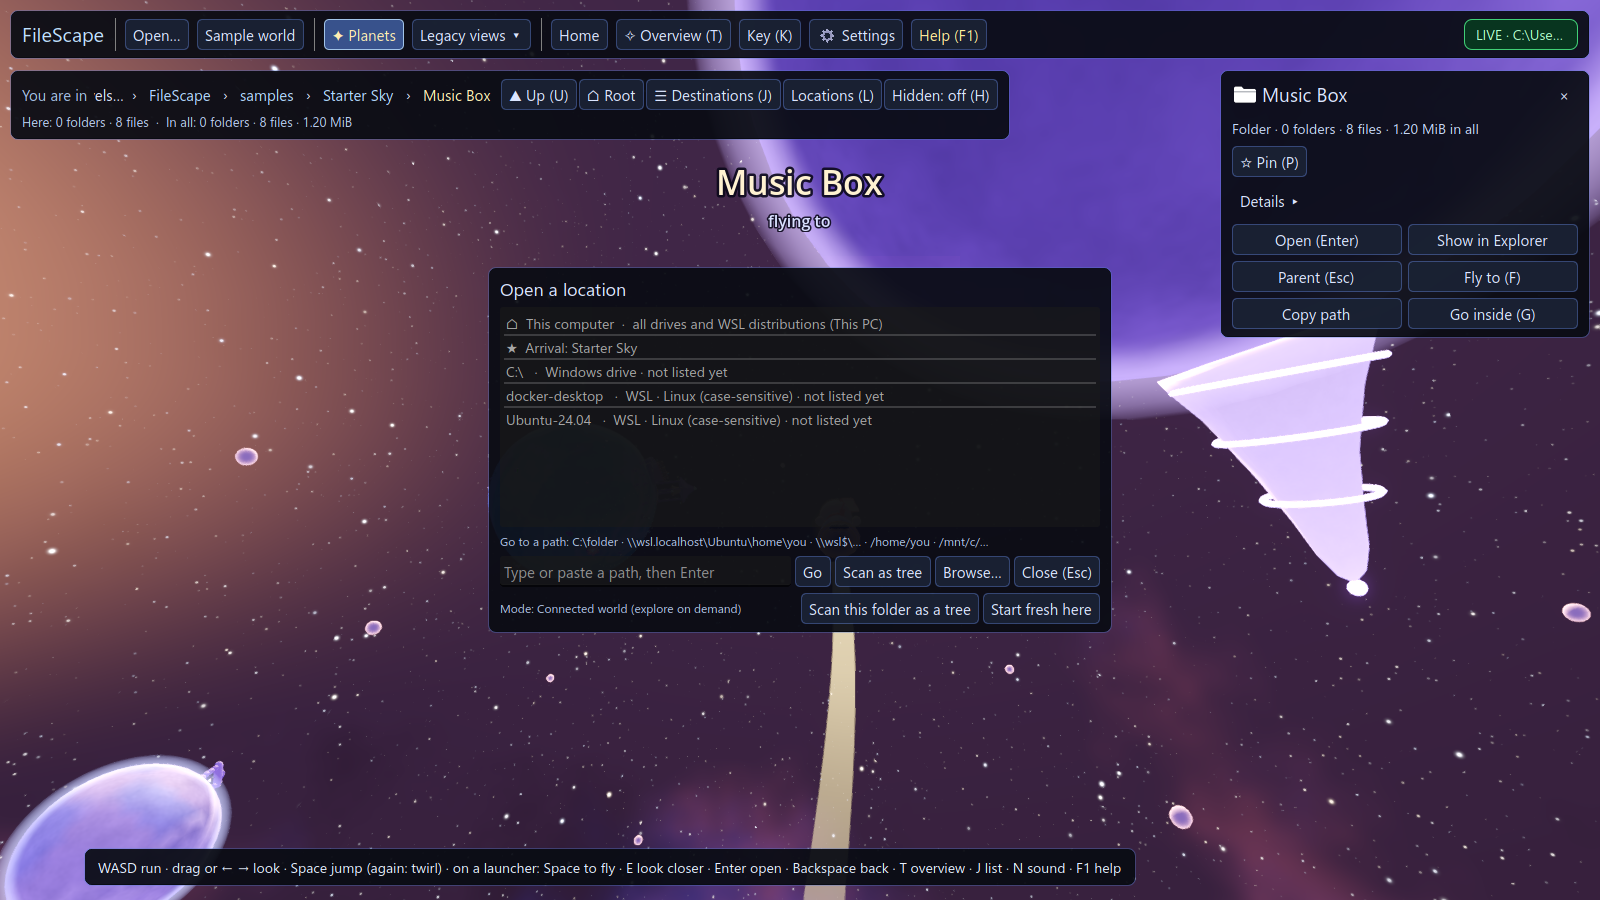 FileScape Open... Sample world ✦ Planets Legacy views ▾ Home ✧ Overview (T) Key (K) Settings Help (F1) LIVE · C:\Use...
You are in 'els... › FileScape › samples › Starter Sky › Music Box ▲ Up (U) Root ☰ Destinations (J) Locations (L) Hidden: off (H)
Here: 0 folders · 8 files · In all: 0 folders · 8 files · 1.20 MiB
Music Box ×
Folder · 0 folders · 8 files · 1.20 MiB in all
☆ Pin (P)
Details ▸
Open (Enter) Show in Explorer
Parent (Esc) Fly to (F)
Copy path Go inside (G)
Music Box
flying to
Open a location
This computer · all drives and WSL distributions (This PC)
★ Arrival: Starter Sky
C:\ · Windows drive · not listed yet
docker-desktop · WSL · Linux (case-sensitive) · not listed yet
Ubuntu-24.04 · WSL · Linux (case-sensitive) · not listed yet
Go to a path: C:\folder · \\wsl.localhost\Ubuntu\home\you · \\wsl$\... · /home/you · /mnt/c/...
Type or paste a path, then Enter Go Scan as tree Browse... Close (Esc)
Mode: Connected world (explore on demand) Scan this folder as a tree Start fresh here
WASD run · drag or ← → look · Space jump (again: twirl) · on a launcher: Space to fly · E look closer · Enter open · Backspace back · T overview · J list · N sound · F1 help